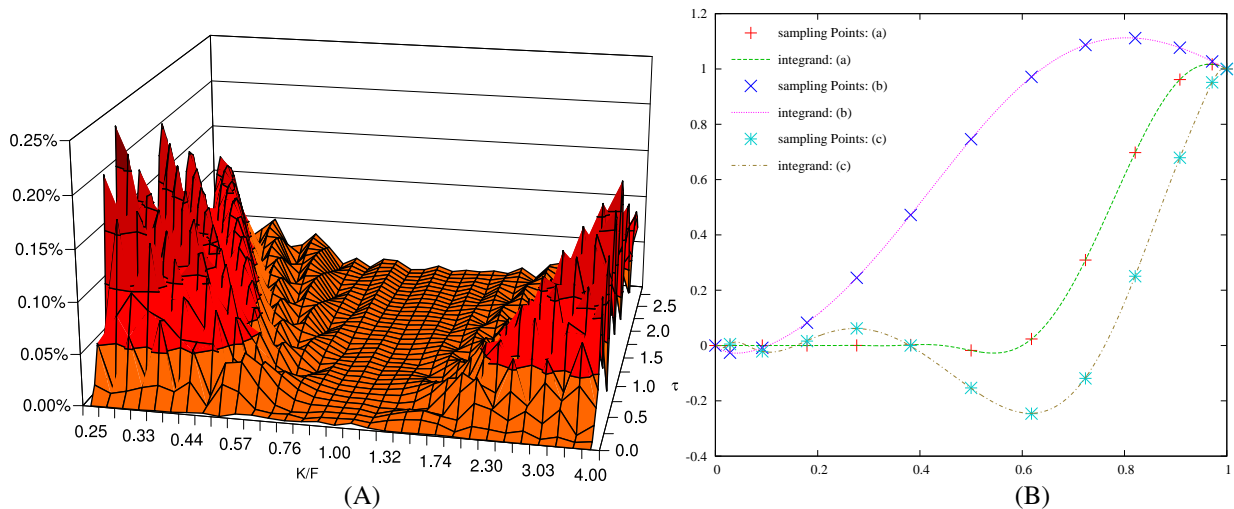 0.25%
0.20%
0.15%
0.10%
0.05%
0.00%
0.25 0.33 0.44 0.57 0.76 1.00 1.32 1.74 2.30 3.03 4.00
K/F
2.5
2.0
1.5
1.0
0.5
0.0
τ
(A)
1.2
1
0.8
0.6
0.4
0.2
0
-0.2
-0.4
0 0.2 0.4 0.6 0.8 1
sampling Points: (a)
integrand: (a)
sampling Points: (b)
integrand: (b)
sampling Points: (c)
integrand: (c)
(B)